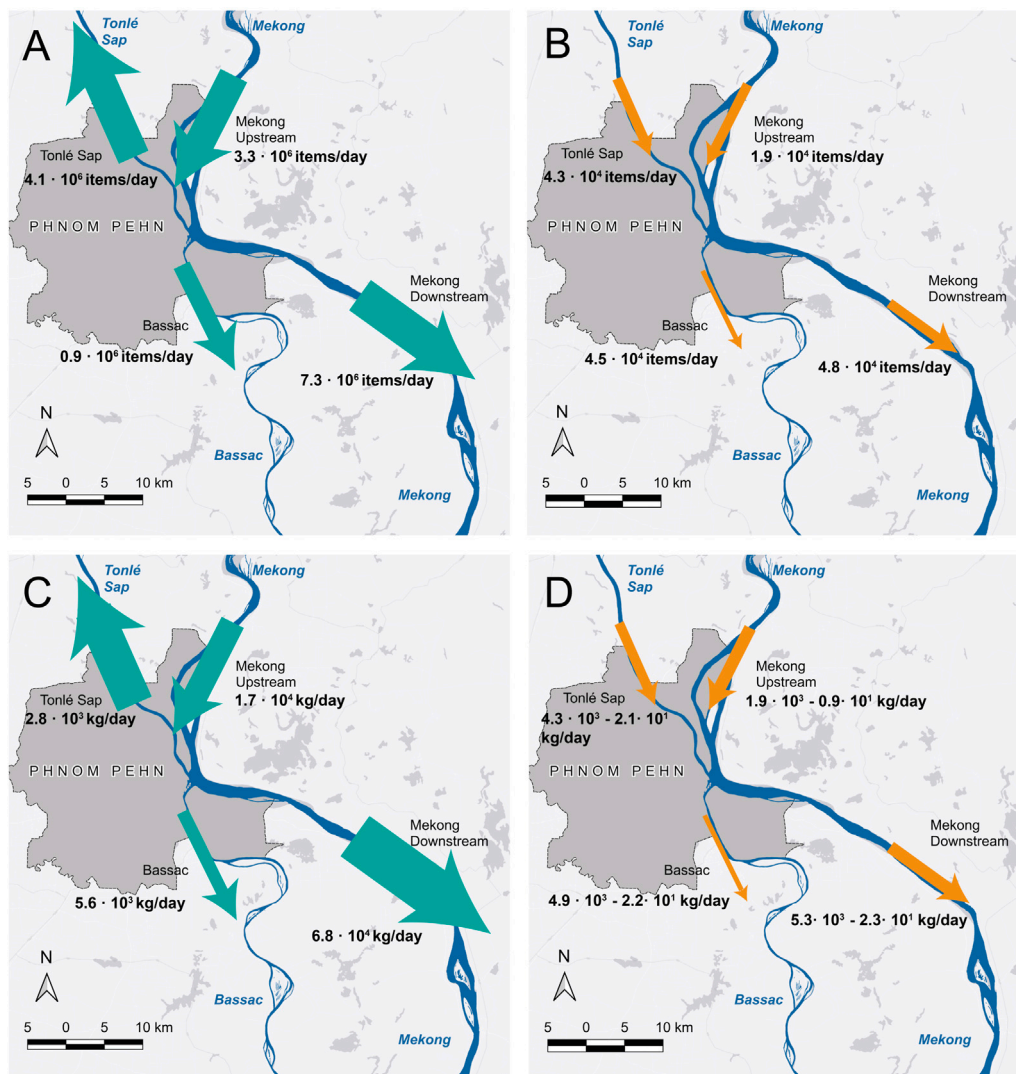 A
Tonlé
Sap
Mekong
Mekong
Upstream
3.3 · 10⁶ items/day
Tonlé Sap
4.1 · 10⁶ items/day
PHNOM PEHN
Mekong
Downstream
Bassac
0.9 · 10⁶ items/day
7.3 · 10⁶ items/day
N
Bassac
Mekong
5 0 5 10 km
B
Tonlé
Sap
Mekong
Mekong
Upstream
1.9 · 10⁴ items/day
Tonlé Sap
4.3 · 10⁴ items/day
PHNOM PEHN
Mekong
Downstream
Bassac
4.5 · 10⁴ items/day
4.8 · 10⁴ items/day
N
Bassac
Mekong
5 0 5 10 km
C
Tonlé
Sap
Mekong
Mekong
Upstream
1.7 · 10⁴ kg/day
Tonlé Sap
2.8 · 10³ kg/day
PHNOM PEHN
Mekong
Downstream
Bassac
5.6 · 10³ kg/day
6.8 · 10⁴ kg/day
N
Bassac
Mekong
5 0 5 10 km
D
Tonlé
Sap
Mekong
Mekong
Upstream
1.9 · 10³ - 0.9 · 10¹ kg/day
Tonlé Sap
4.3 · 10³ - 2.1 · 10¹
kg/day
PHNOM PEHN
Mekong
Downstream
Bassac
4.9 · 10³ - 2.2 · 10¹ kg/day
5.3 · 10³ - 2.3 · 10¹ kg/day
N
Bassac
Mekong
5 0 5 10 km